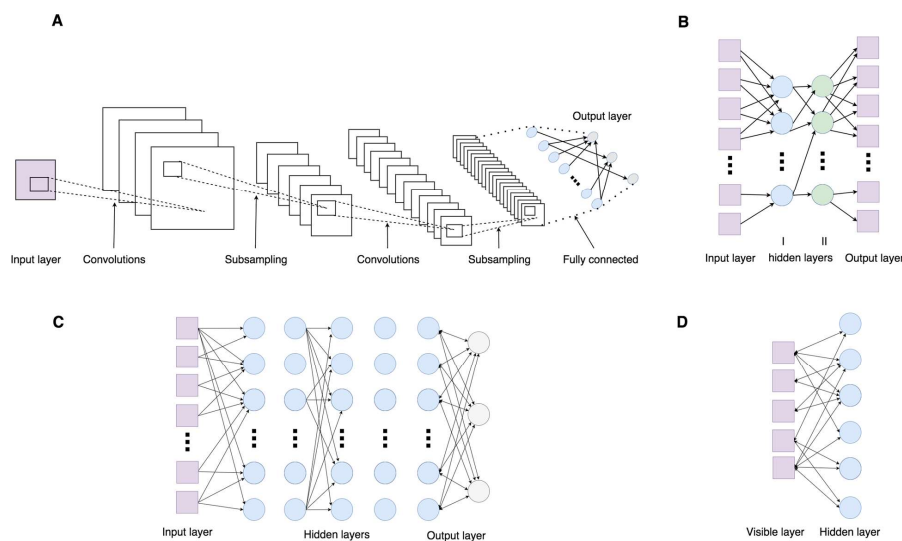 A
Output layer
Input layer
Convolutions
Subsampling
Convolutions
Subsampling
Fully connected
B
I
II
Input layer
hidden layers
Output layer
C
Input layer
Hidden layers
Output layer
D
Visible layer
Hidden layer